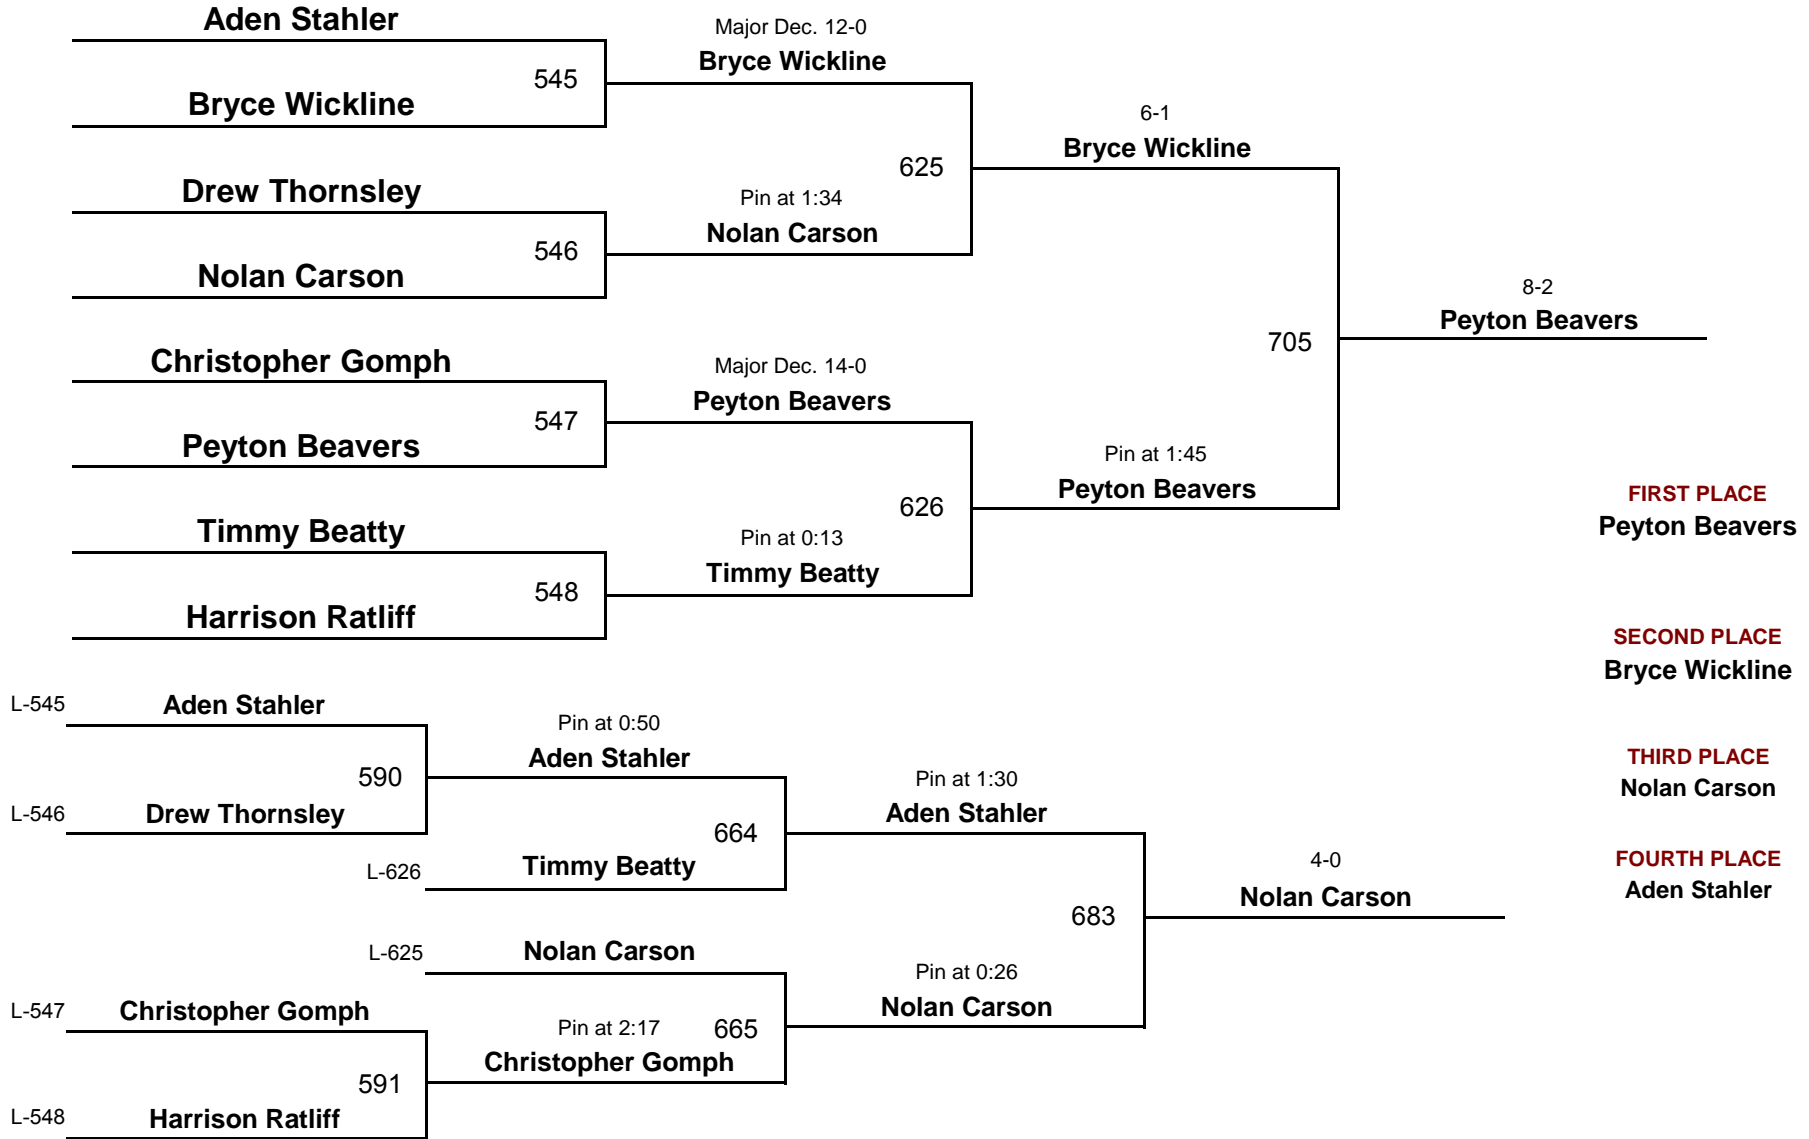 Aden Stahler
545
Bryce Wickline
Major Dec. 12-0
Bryce Wickline
Drew Thornsley
546
Nolan Carson
Pin at 1:34
Nolan Carson
625
6-1
Bryce Wickline
Christopher Gomph
547
Peyton Beavers
Major Dec. 14-0
Peyton Beavers
Timmy Beatty
548
Harrison Ratliff
Pin at 0:13
Timmy Beatty
626
Pin at 1:45
Peyton Beavers
705
8-2
Peyton Beavers
FIRST PLACE
Peyton Beavers
SECOND PLACE
Bryce Wickline
THIRD PLACE
Nolan Carson
FOURTH PLACE
Aden Stahler
L-545
Aden Stahler
590
L-546
Drew Thornsley
Pin at 0:50
Aden Stahler
664
L-626
Timmy Beatty
Pin at 1:30
Aden Stahler
L-625
Nolan Carson
L-547
Christopher Gomph
591
L-548
Harrison Ratliff
Pin at 2:17
Christopher Gomph
665
Pin at 0:26
Nolan Carson
683
4-0
Nolan Carson